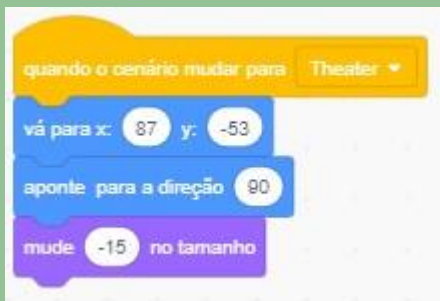 quando o cenário mudar para Theater
vá para x: 87 y: -53
aponte para a direção 90
mude -15 no tamanho